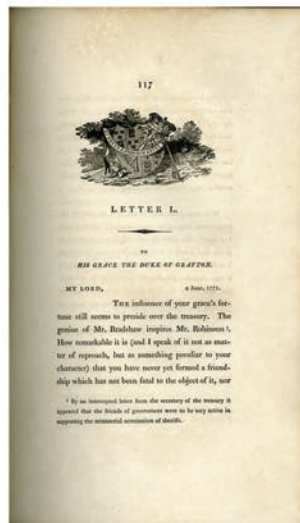 117
LETTER L.
TO
HIS GRACE THE DUKE OF GRAFTON.
MY LORD, 9 June, 1771.
THE influence of your grace's for-
tune still seems to preside over the treasury. The
genius of Mr. Bradshaw inspires Mr. Robinson ¹.
How remarkable it is (and I speak of it not as mat-
ter of reproach, but as something peculiar to your
character) that you have never yet formed a friend-
ship which has not been fatal to the object of it, nor
¹ By an intercepted letter from the secretary of the treasury it
appeared that the friends of government were to be very active in
supporting the ministerial nomination of sheriffs.